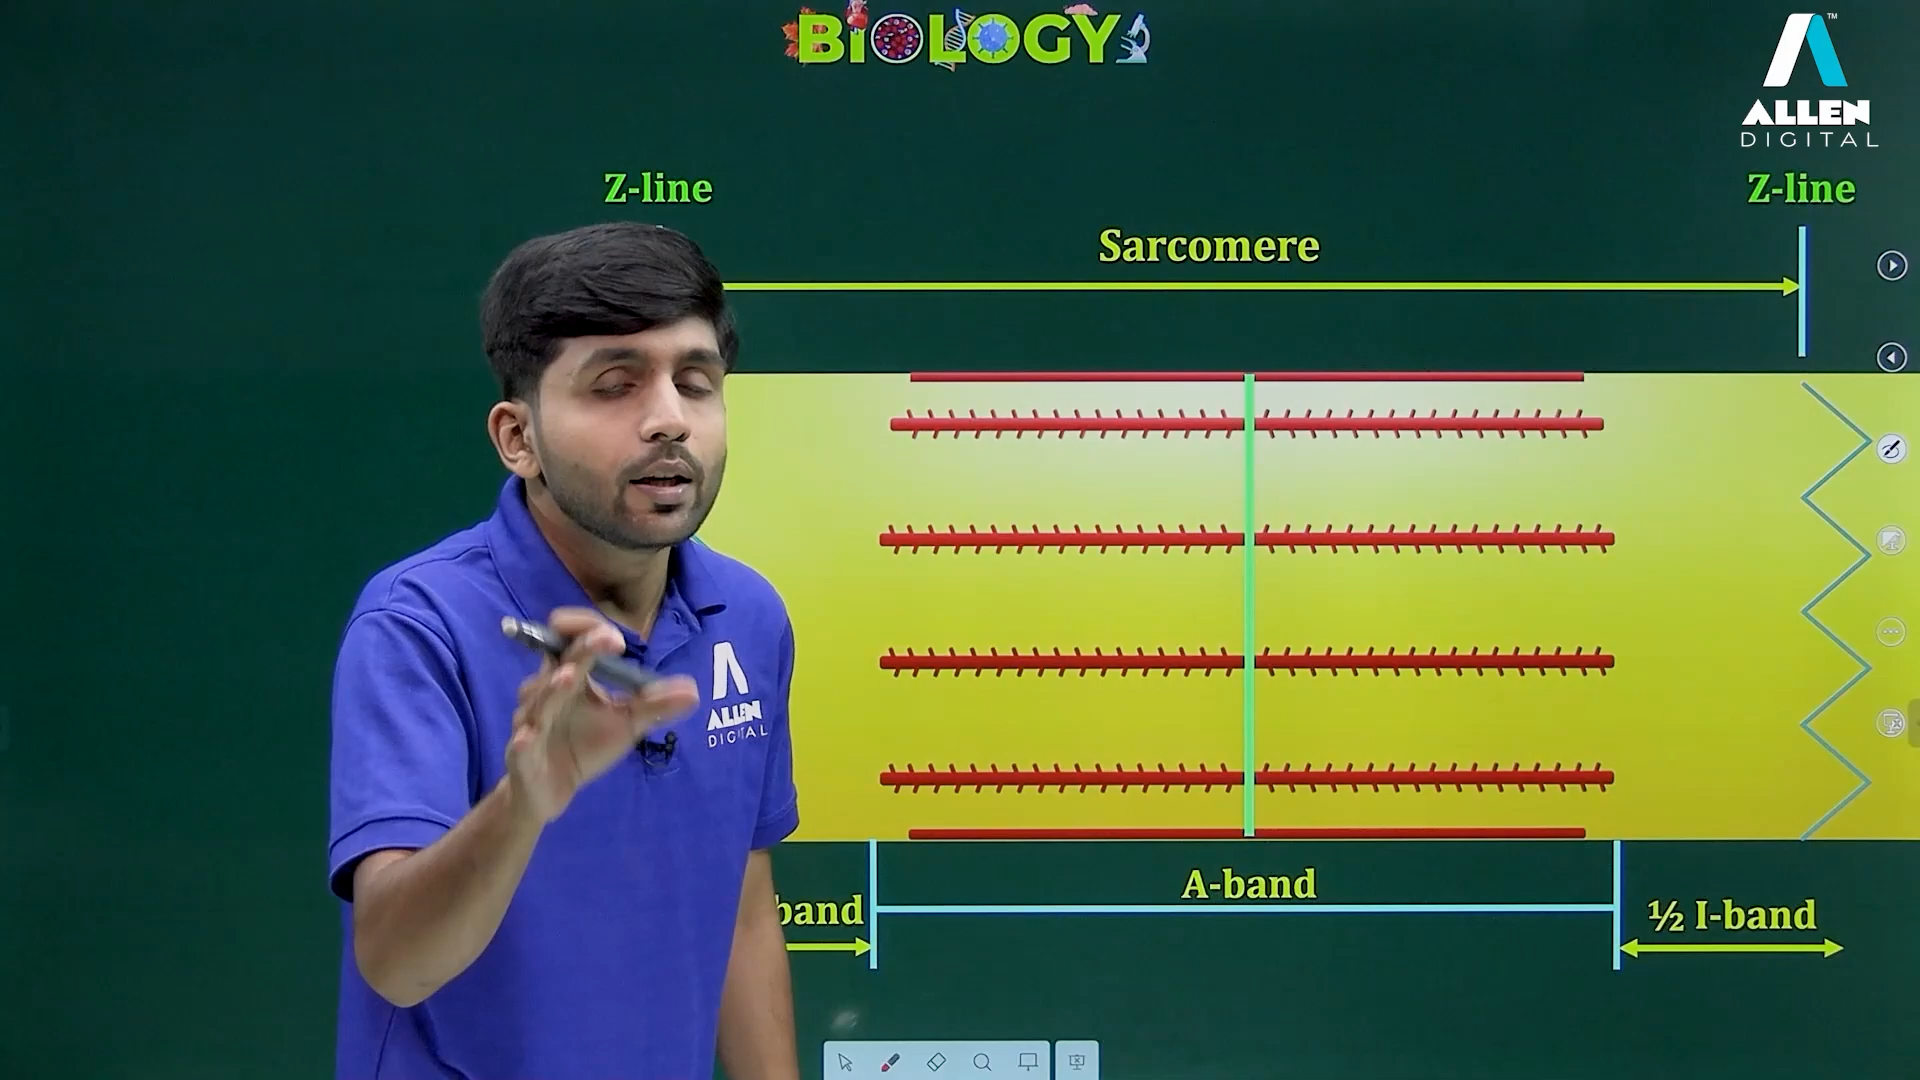 BIOLOGY
ALLEN
DIGITAL
Z-line
Z-line
Sarcomere
ALLEN
DIGITAL
A-band
band
½ I-band